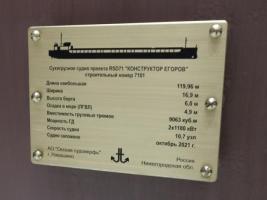 Сухогрузное судно проекта RSD71 "КОНСТРУКТОР ЕГОРОВ"
строительный номер 7101
Длина наибольшая 119,96 м
Ширина 16,9 м
Высота борта 6,6 м
Осадка в море (ЛГВЛ) 4,9 м
Вместимость грузовых трюмов 9063 куб.м
Мощность ГД 2х1180 кВт
Скорость судна 10,7 узл
Судно заложено октябрь 2021 г
АО "Окская судоверфь" Россия
г. Навашино Нижегородская обл.